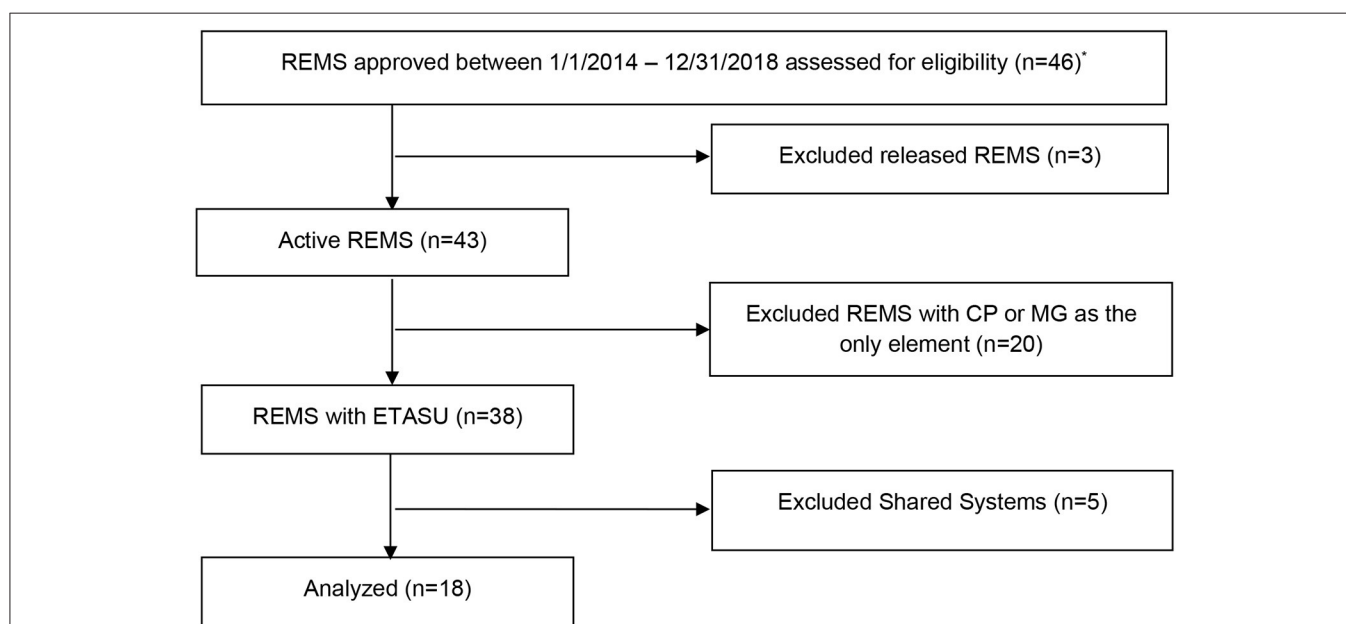 REMS approved between 1/1/2014 – 12/31/2018 assessed for eligibility (n=46)*
Excluded released REMS (n=3)
Active REMS (n=43)
Excluded REMS with CP or MG as the
only element (n=20)
REMS with ETASU (n=38)
Excluded Shared Systems (n=5)
Analyzed (n=18)